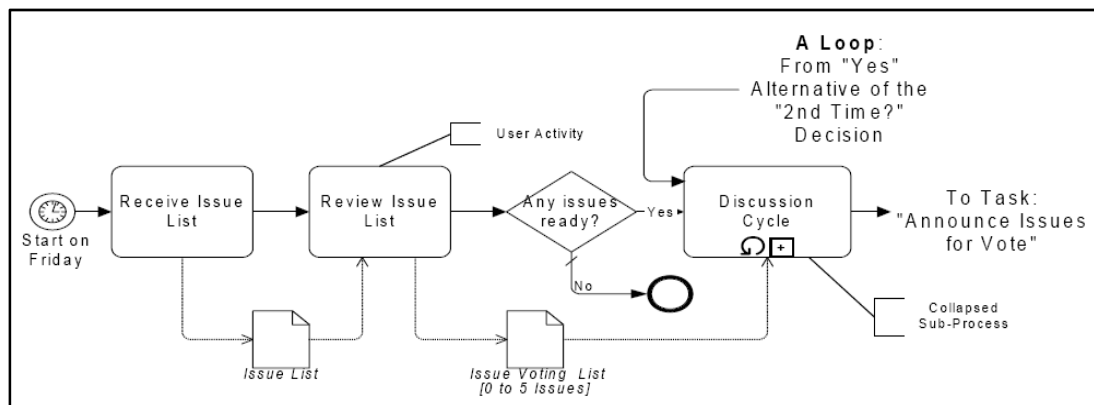 A Loop:
From "Yes"
Alternative of the
"2nd Time?"
Decision
User Activity
Receive Issue
List
Review Issue
List
Any issues
ready?
Yes
Discussion
Cycle
To Task:
"Announce Issues
for Vote"
Start on
Friday
No
Collapsed
Sub-Process
Issue List
Issue Voting List
[0 to 5 Issues]